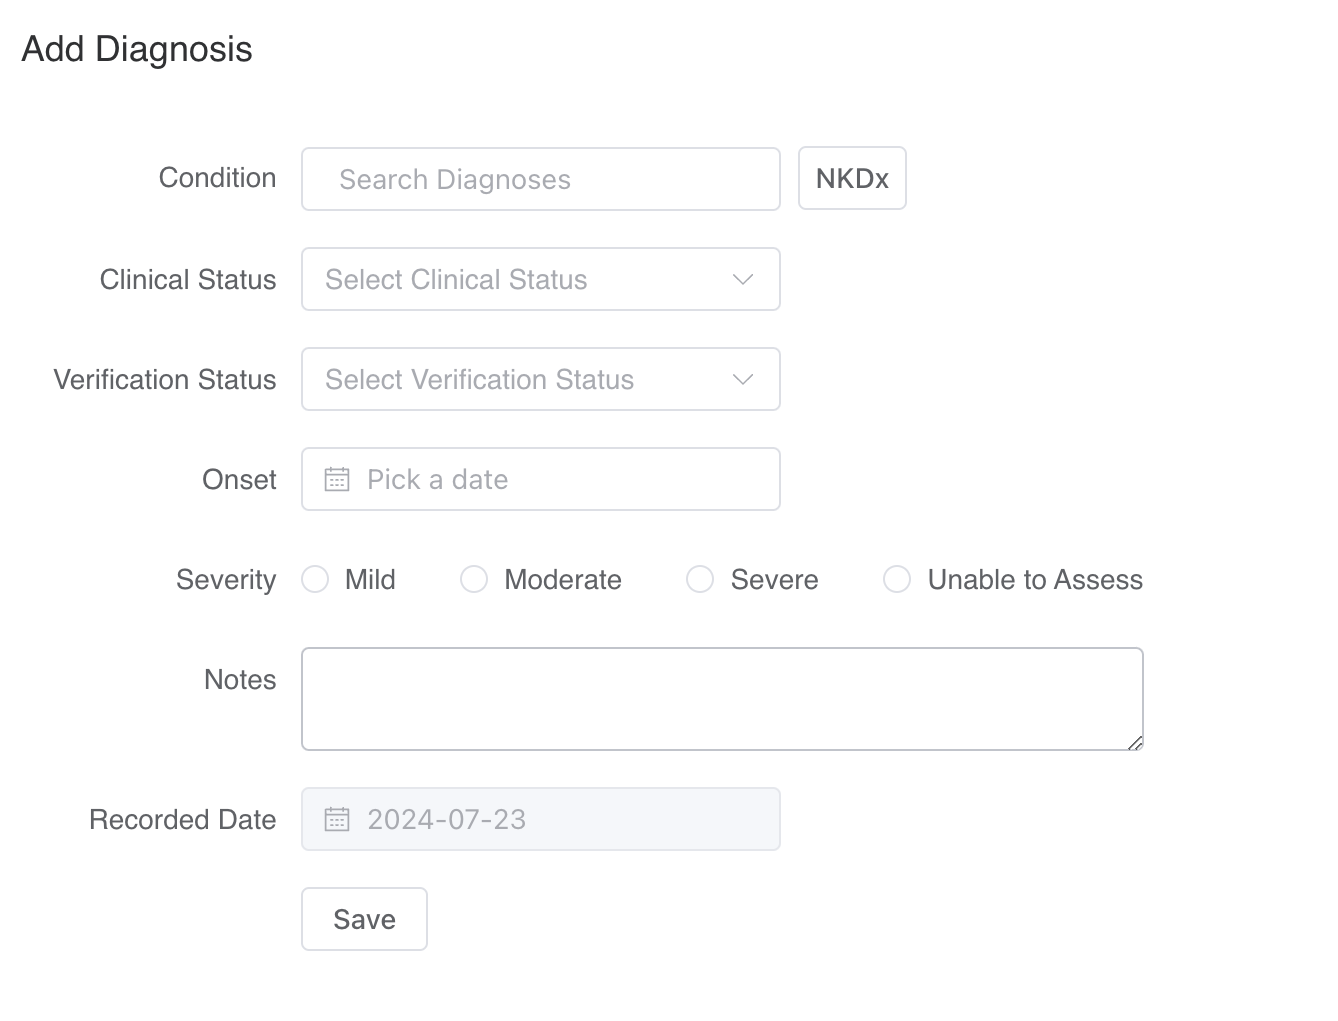 Add Diagnosis
Condition Search Diagnoses NKDx
Clinical Status Select Clinical Status
Verification Status Select Verification Status
Onset Pick a date
Severity Mild Moderate Severe Unable to Assess
Notes
Recorded Date 2024-07-23
Save